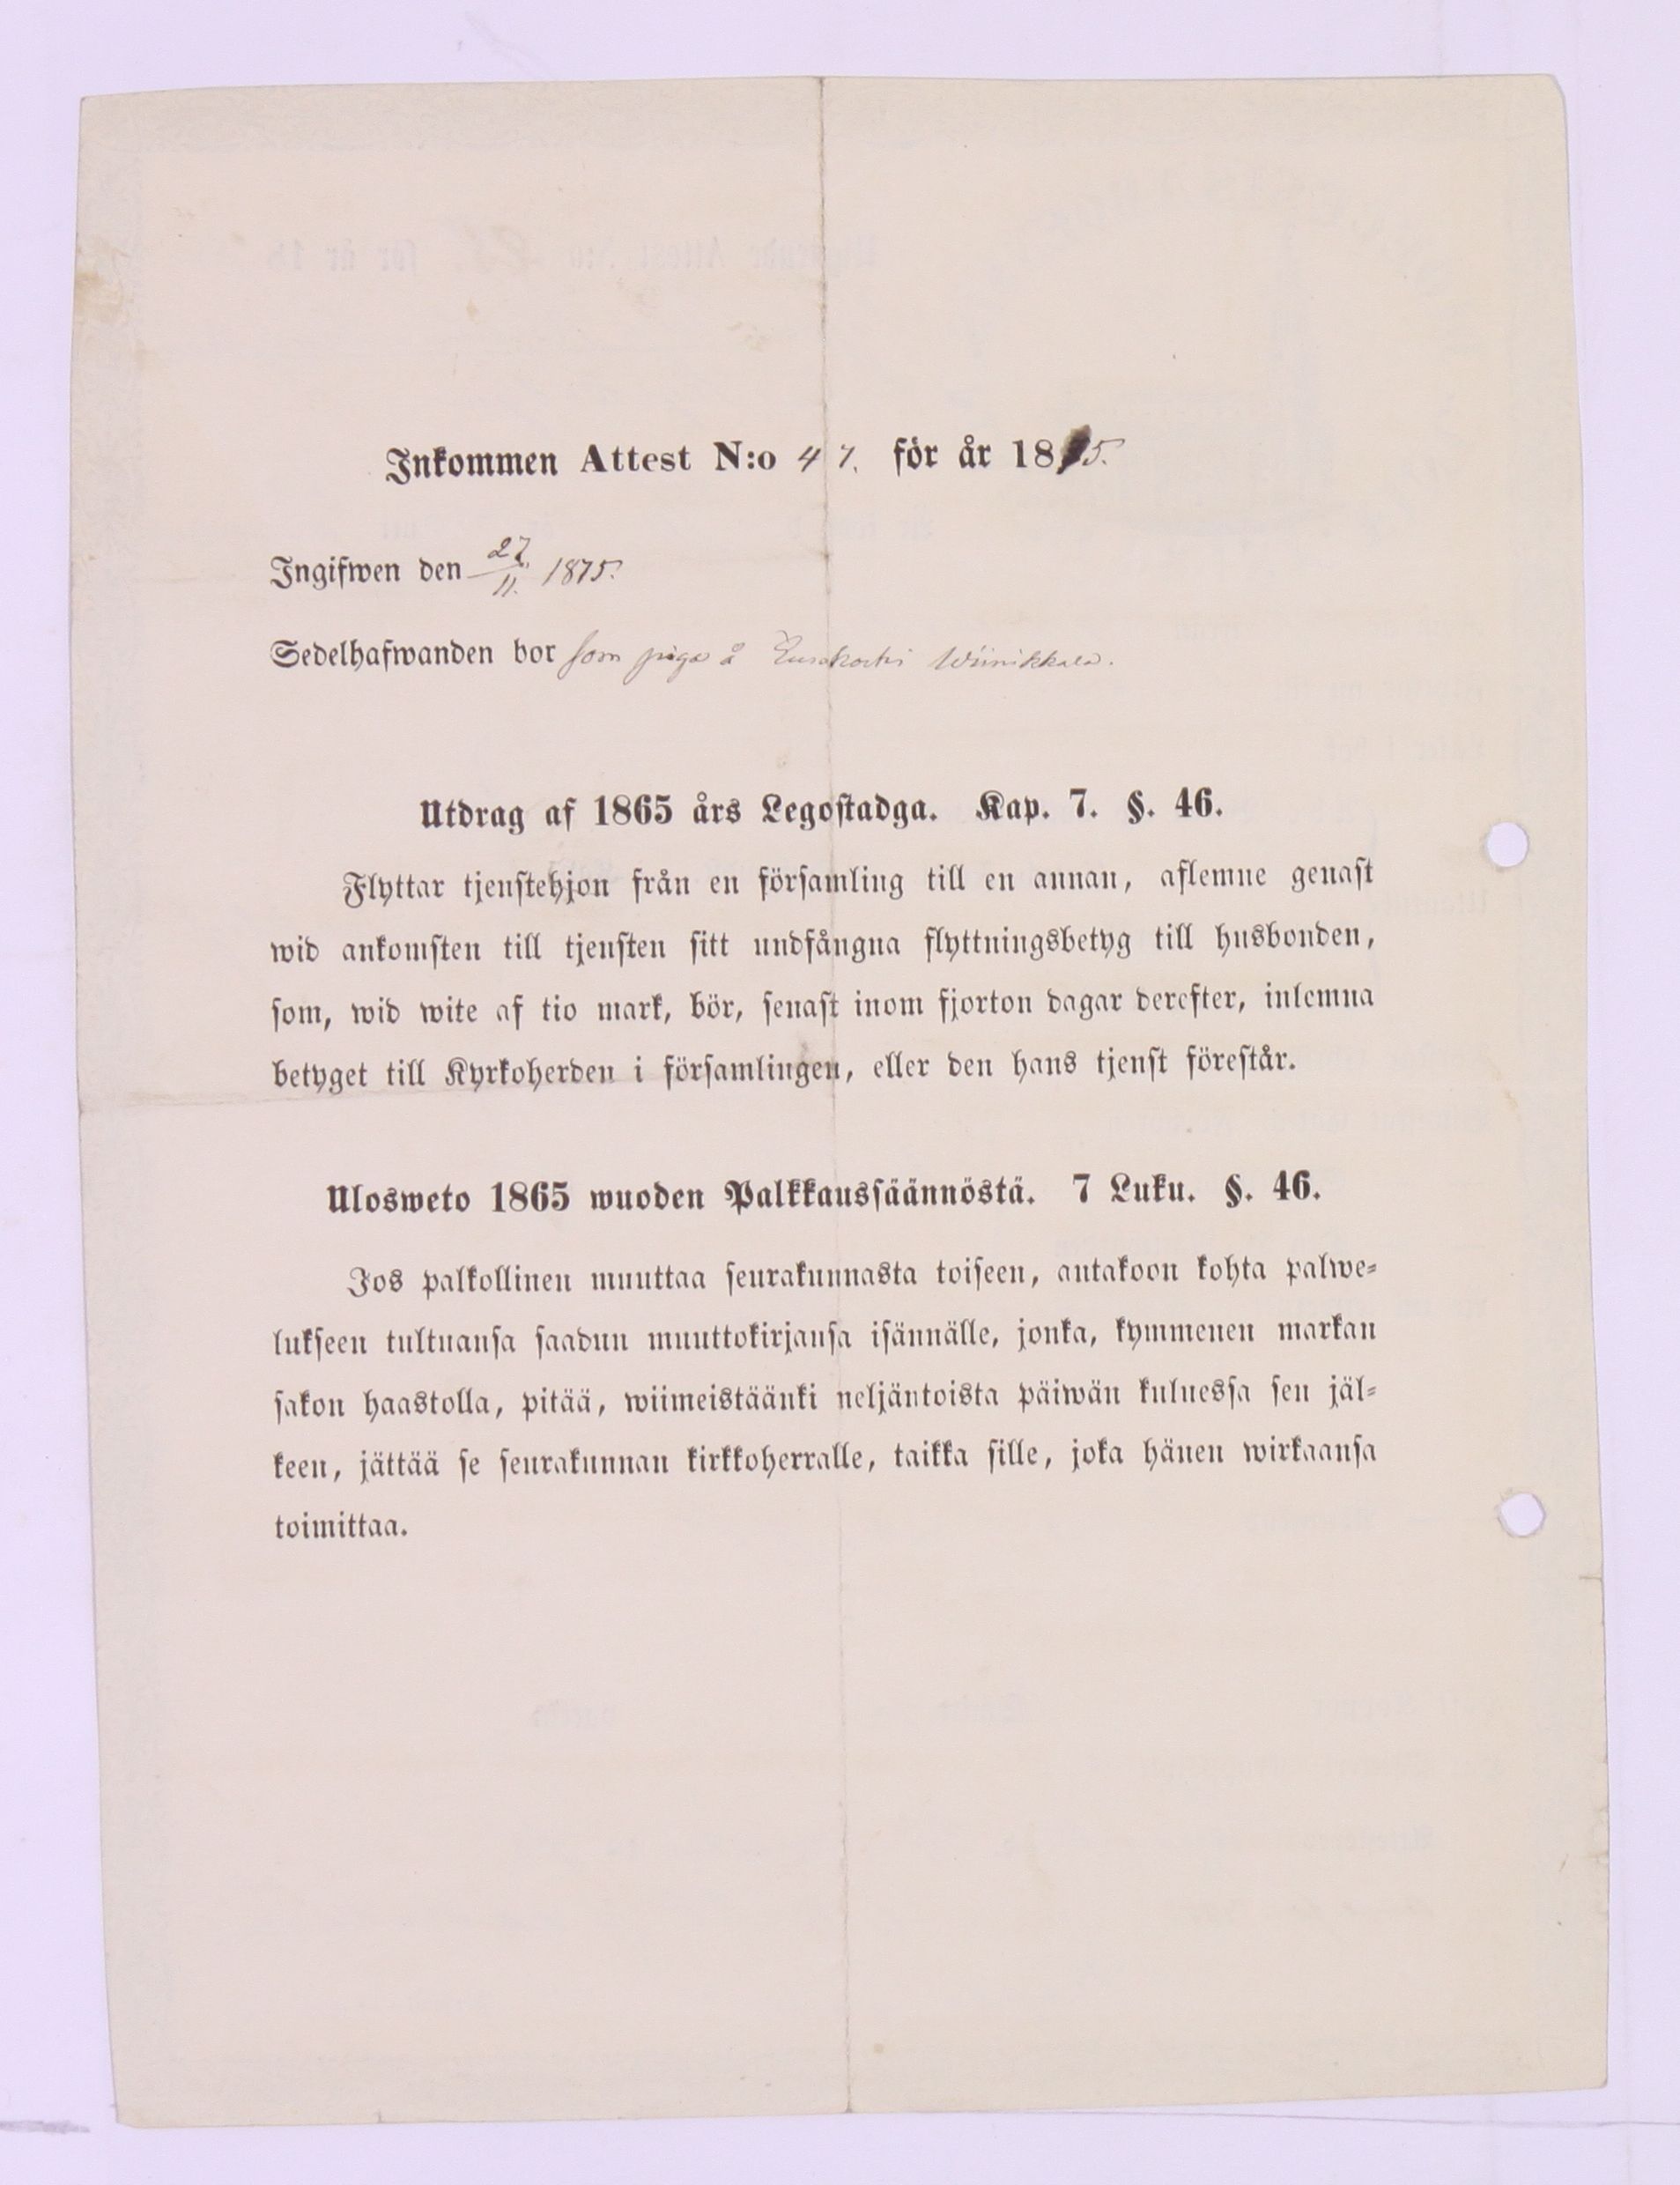 Inkommen Attest N:o 47. för år 1875.
Ingifwen den 27/11. 1875.
Sedelhafwanden bor som piga å Wiinikkala.
Utdrag af 1865 års Legostadga. Kap. 7. §. 46.
Flyttar tjenstehjon från en församling till en annan, aflemne genast
wid ankomsten till tjensten sitt undfångna flyttningsbetyg till husbonden,
som, wid wite af tio mark, bör, senast inom fjorton dagar derefter, inlemna
betyget till Kyrkoherden i församlingen, eller den hans tjenst förestår.
Ulosweto 1865 wuoden Palkkaussäännöstä. 7 Luku. §. 46.
Jos palkollinen muuttaa seurakunnasta toiseen, antakoon kohta palwe-
lukseen tultuansa saadun muuttokirjansa isännälle, jonka, kymmenen markan
sakon haastolla, pitää, wiimeistäänki neljäntoista päiwän kuluessa sen jäl-
keen, jättää se seurakunnan kirkkoherralle, taikka sille, joka hänen wirkaansa
toimittaa.